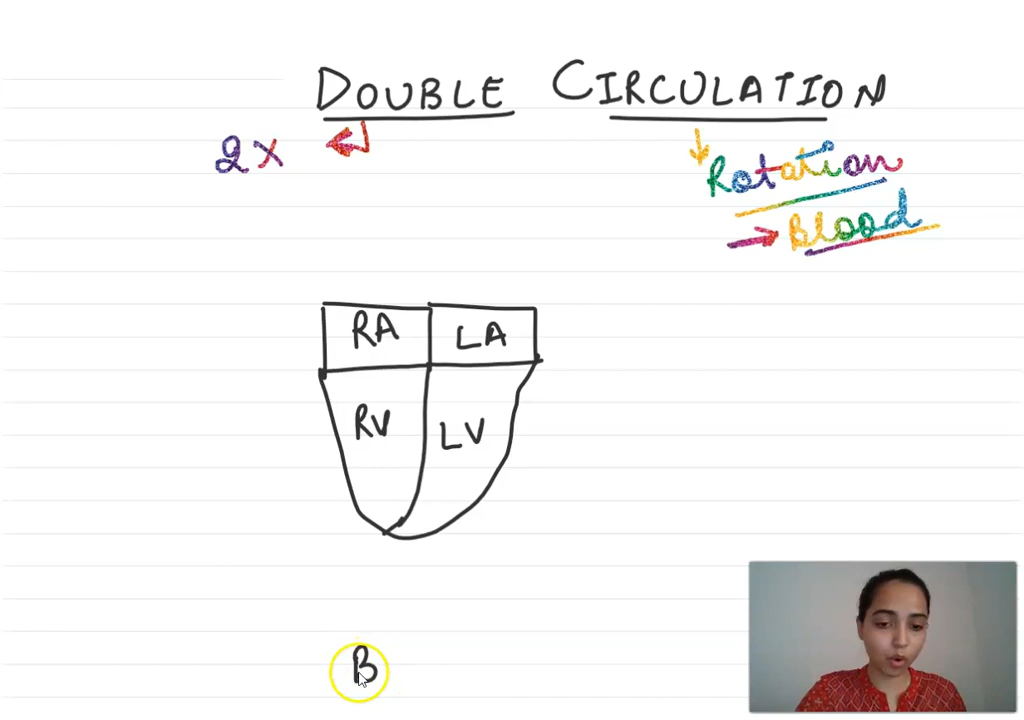 DOUBLE CIRCULATION
2X
Rotation
Blood
RA LA
RV LV
B